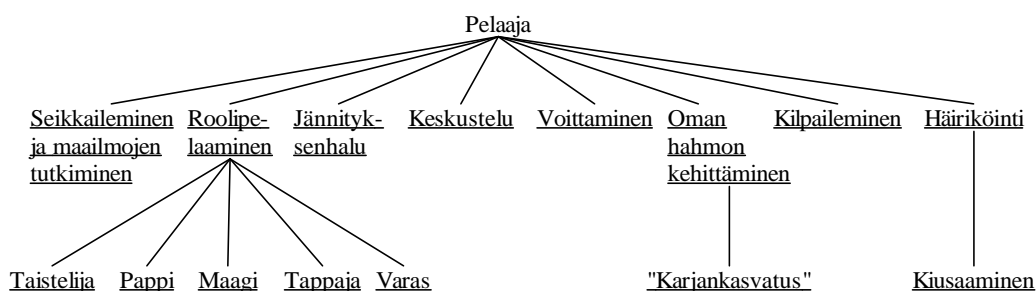 Pelaaja
Seikkaileminen
ja maailmojen
tutkiminen
Roolipe-
laaminen
Jännityk-
senhalu
Keskustelu
Voittaminen
Oman
hahmon
kehittäminen
Kilpaileminen
Häiriköinti
Taistelija
Pappi
Maagi
Tappaja
Varas
"Karjankasvatus"
Kiusaaminen